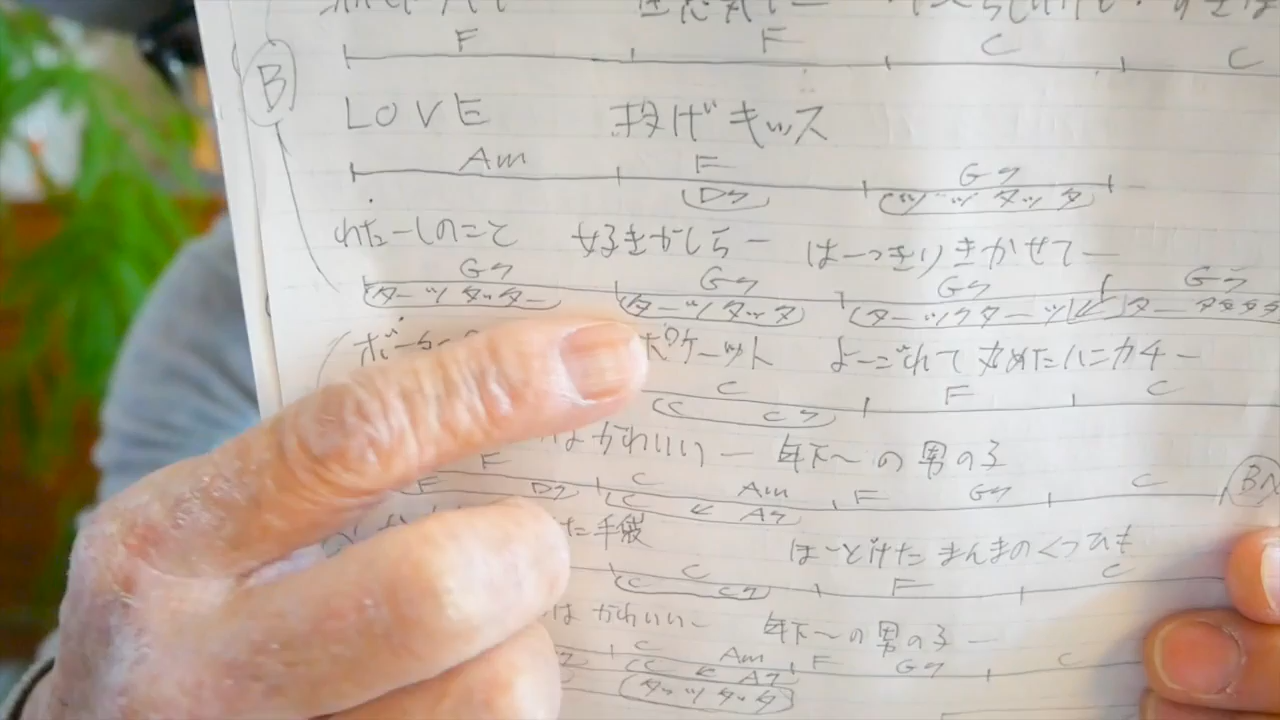 F F C C
B
LOVE 投げキッス
Am F G7
D7 ツッ タッタ
わたーしのこと 好きかしらー はーっきりきかせてー
G7 G7 G7 G7
ターッタッター ターッタッタ ターッ ターッ ター タタタタ
ボ ポケーット よーごれて 丸めたハンカチー
C F C
C C7
はかわいいー 年下〜の男の子
F C Am F G7 C
F D7 C A7 B
た手袋 ほーどけた まんまのくつひも
C F C
C C7
はかわいい〜 年下〜の男の子ー
C Am F G7 C
C A7
ターッタッタ